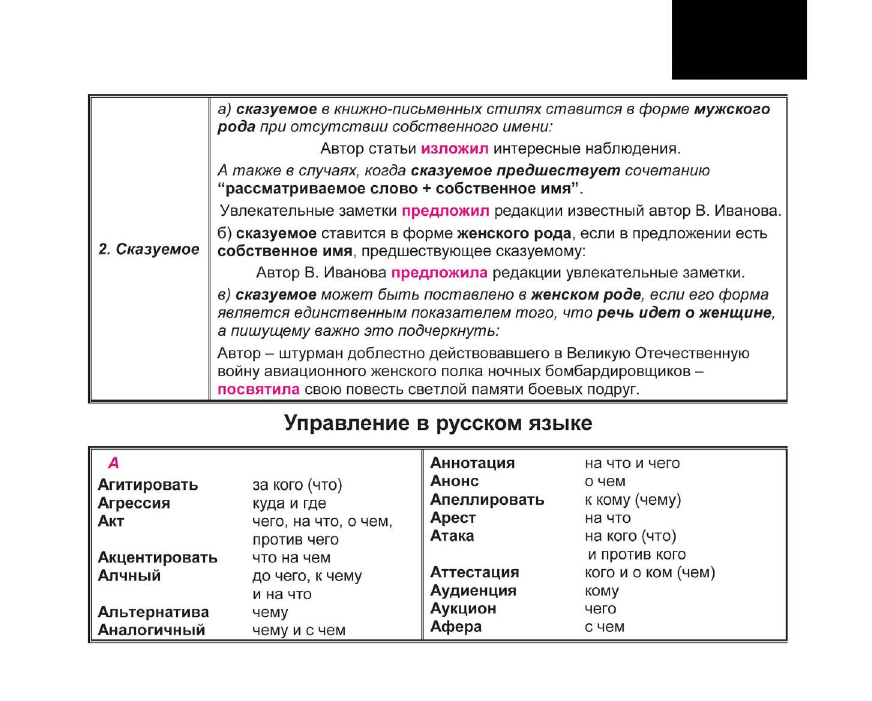 2. Сказуемое
а) сказуемое в книжно-письменных стилях ставится в форме мужского
рода при отсутствии собственного имени:
Автор статьи изложил интересные наблюдения.
А также в случаях, когда сказуемое предшествует сочетанию
“рассматриваемое слово + собственное имя”.
Увлекательные заметки предложил редакции известный автор В. Иванова.
б) сказуемое ставится в форме женского рода, если в предложении есть
собственное имя, предшествующее сказуемому:
Автор В. Иванова предложила редакции увлекательные заметки.
в) сказуемое может быть поставлено в женском роде, если его форма
является единственным показателем того, что речь идет о женщине,
а пишущему важно это подчеркнуть:
Автор – штурман доблестно действовавшего в Великую Отечественную
войну авиационного женского полка ночных бомбардировщиков –
посвятила свою повесть светлой памяти боевых подруг.
Управление в русском языке
А
Агитировать за кого (что)
Агрессия куда и где
Акт чего, на что, о чем,
против чего
Акцентировать что на чем
Алчный до чего, к чему
и на что
Альтернатива чему
Аналогичный чему и с чем
Аннотация на что и чего
Анонс о чем
Апеллировать к кому (чему)
Арест на что
Атака на кого (что)
и против кого
Аттестация кого и о ком (чем)
Аудиенция кому
Аукцион чего
Афера с чем